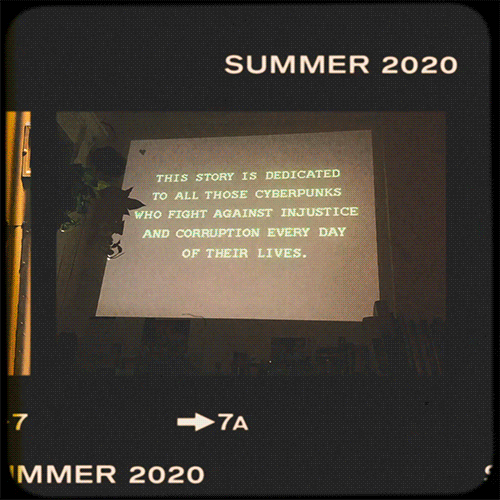 SUMMER 2020
THIS STORY IS DEDICATED
TO ALL THOSE CYBERPUNKS
WHO FIGHT AGAINST INJUSTICE
AND CORRUPTION EVERY DAY
OF THEIR LIVES.
7
7A
MMER 2020